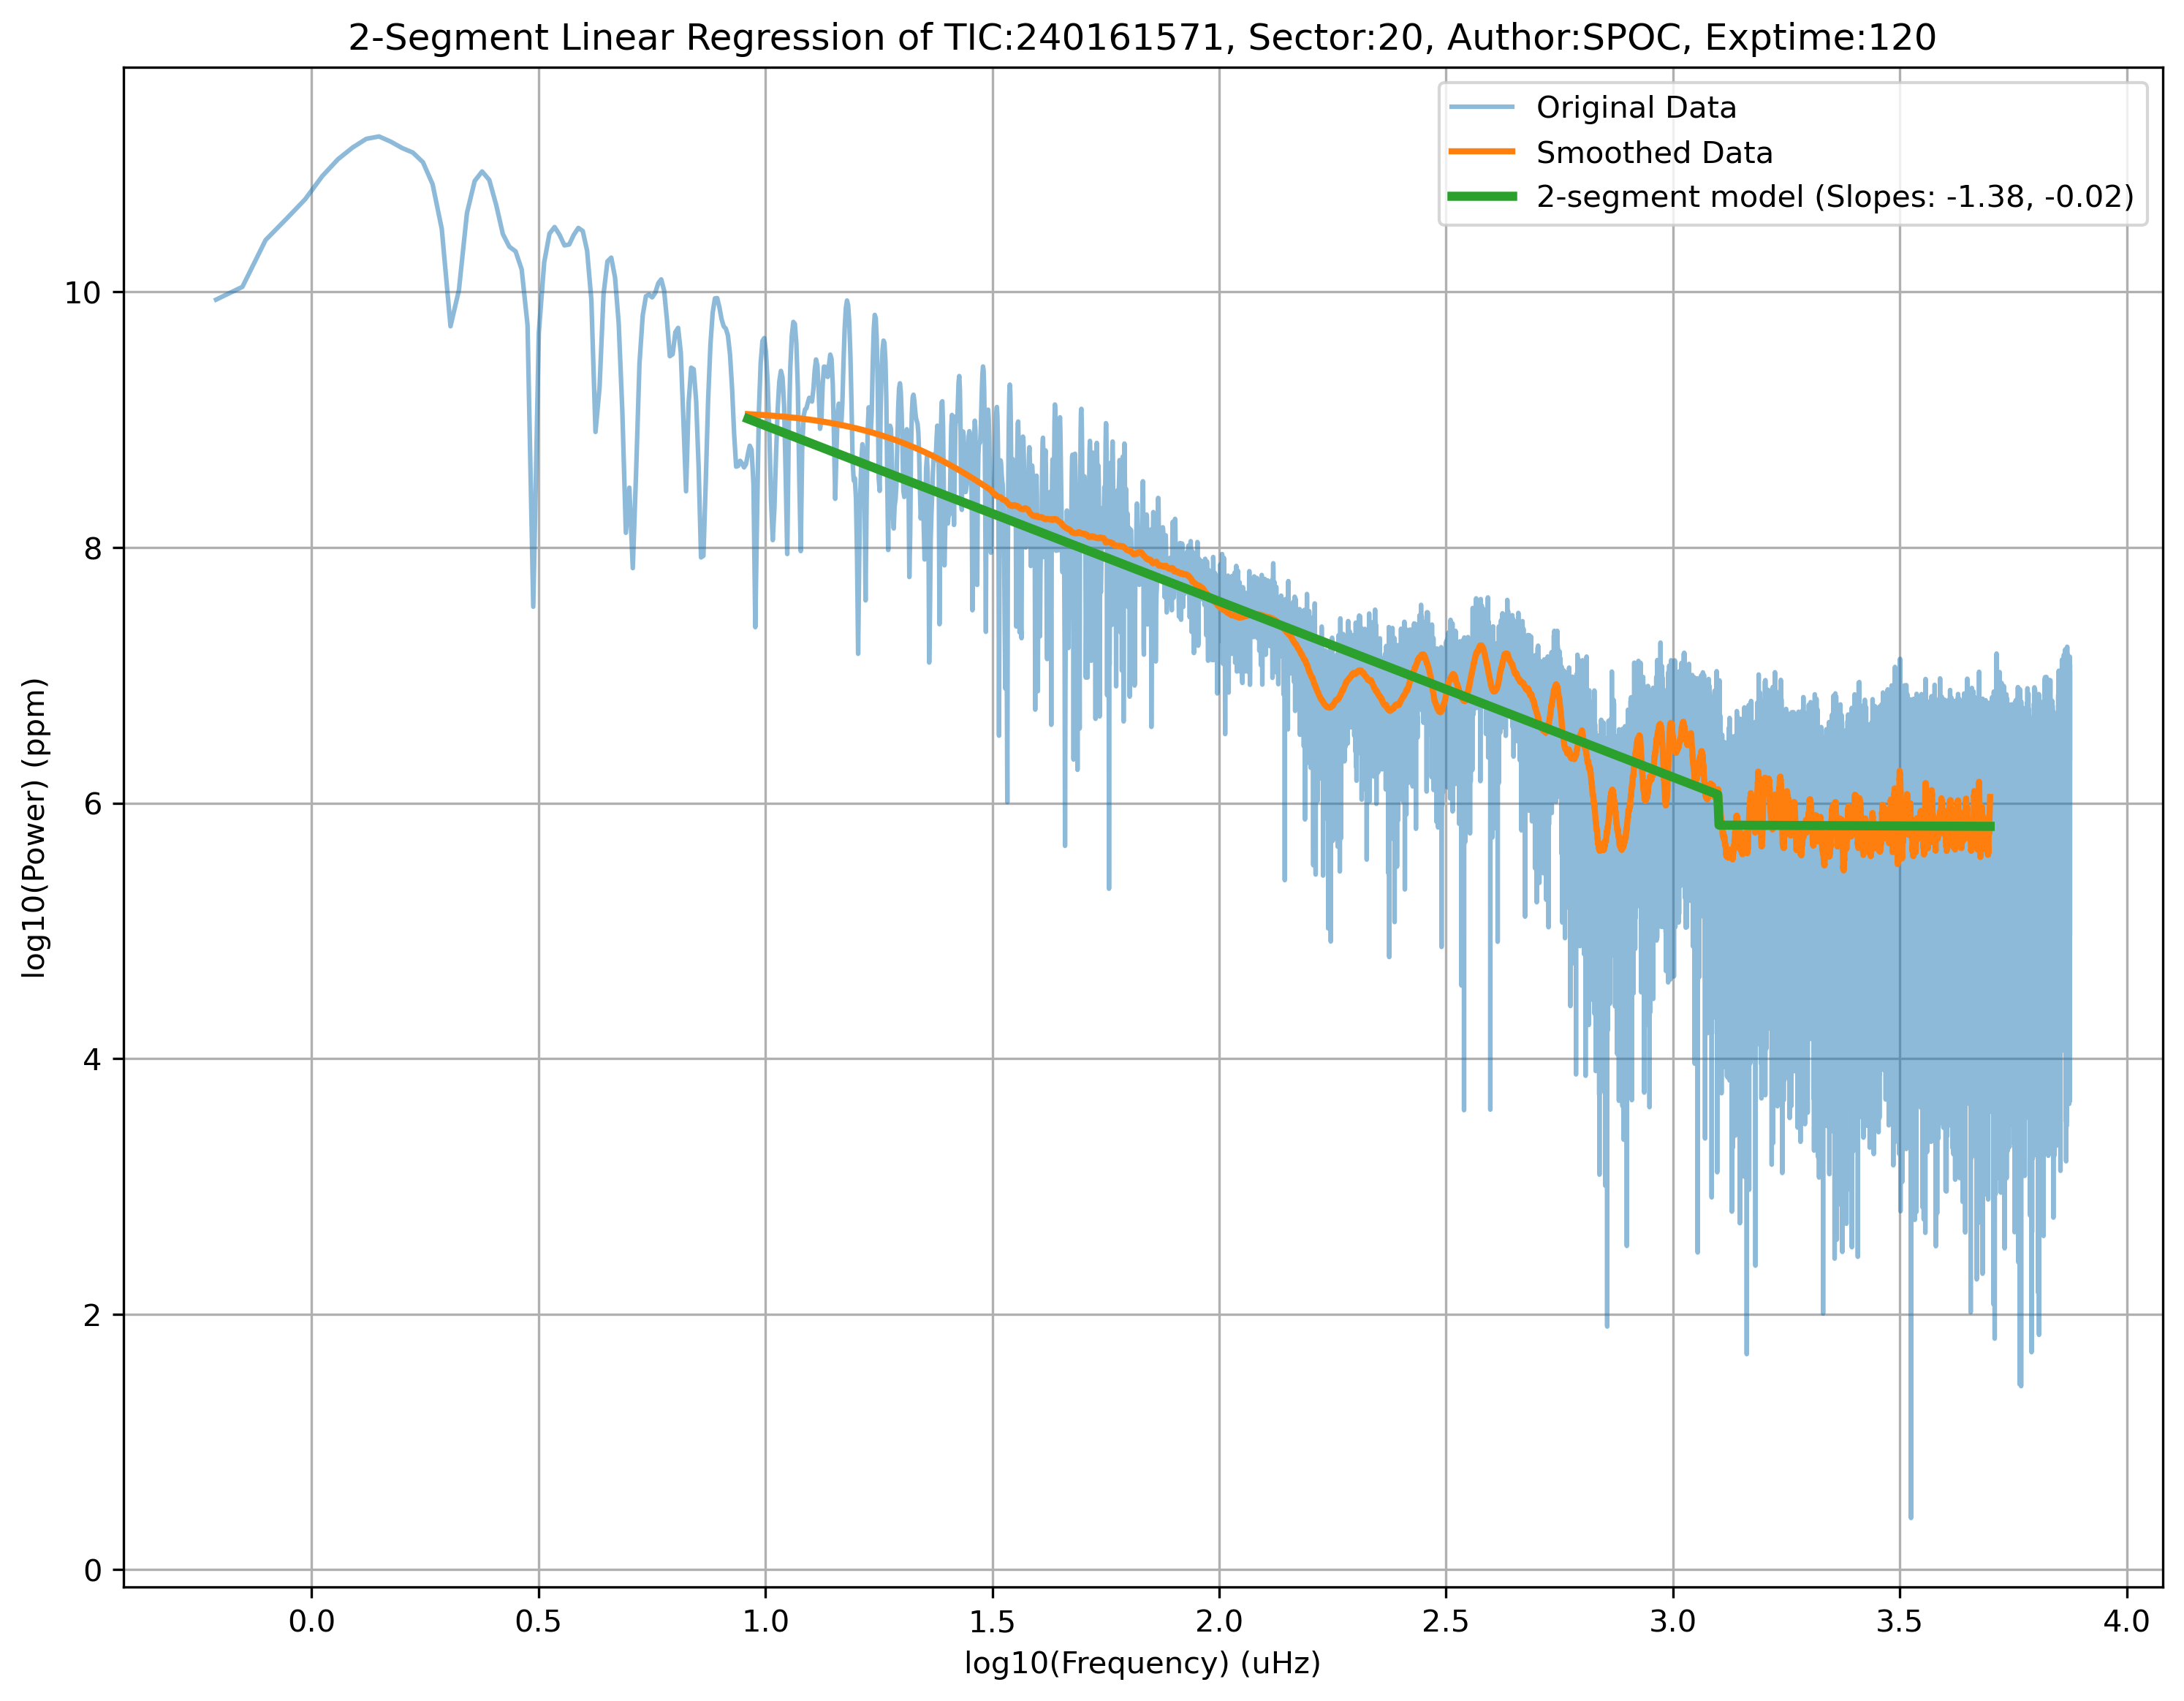 2-Segment Linear Regression of TIC:240161571, Sector:20, Author:SPOC, Exptime:120
Original Data
Smoothed Data
2-segment model (Slopes: -1.38, -0.02)
log10(Power) (ppm)
10
8
6
4
2
0
0.0 0.5 1.0 1.5 2.0 2.5 3.0 3.5 4.0
log10(Frequency) (uHz)